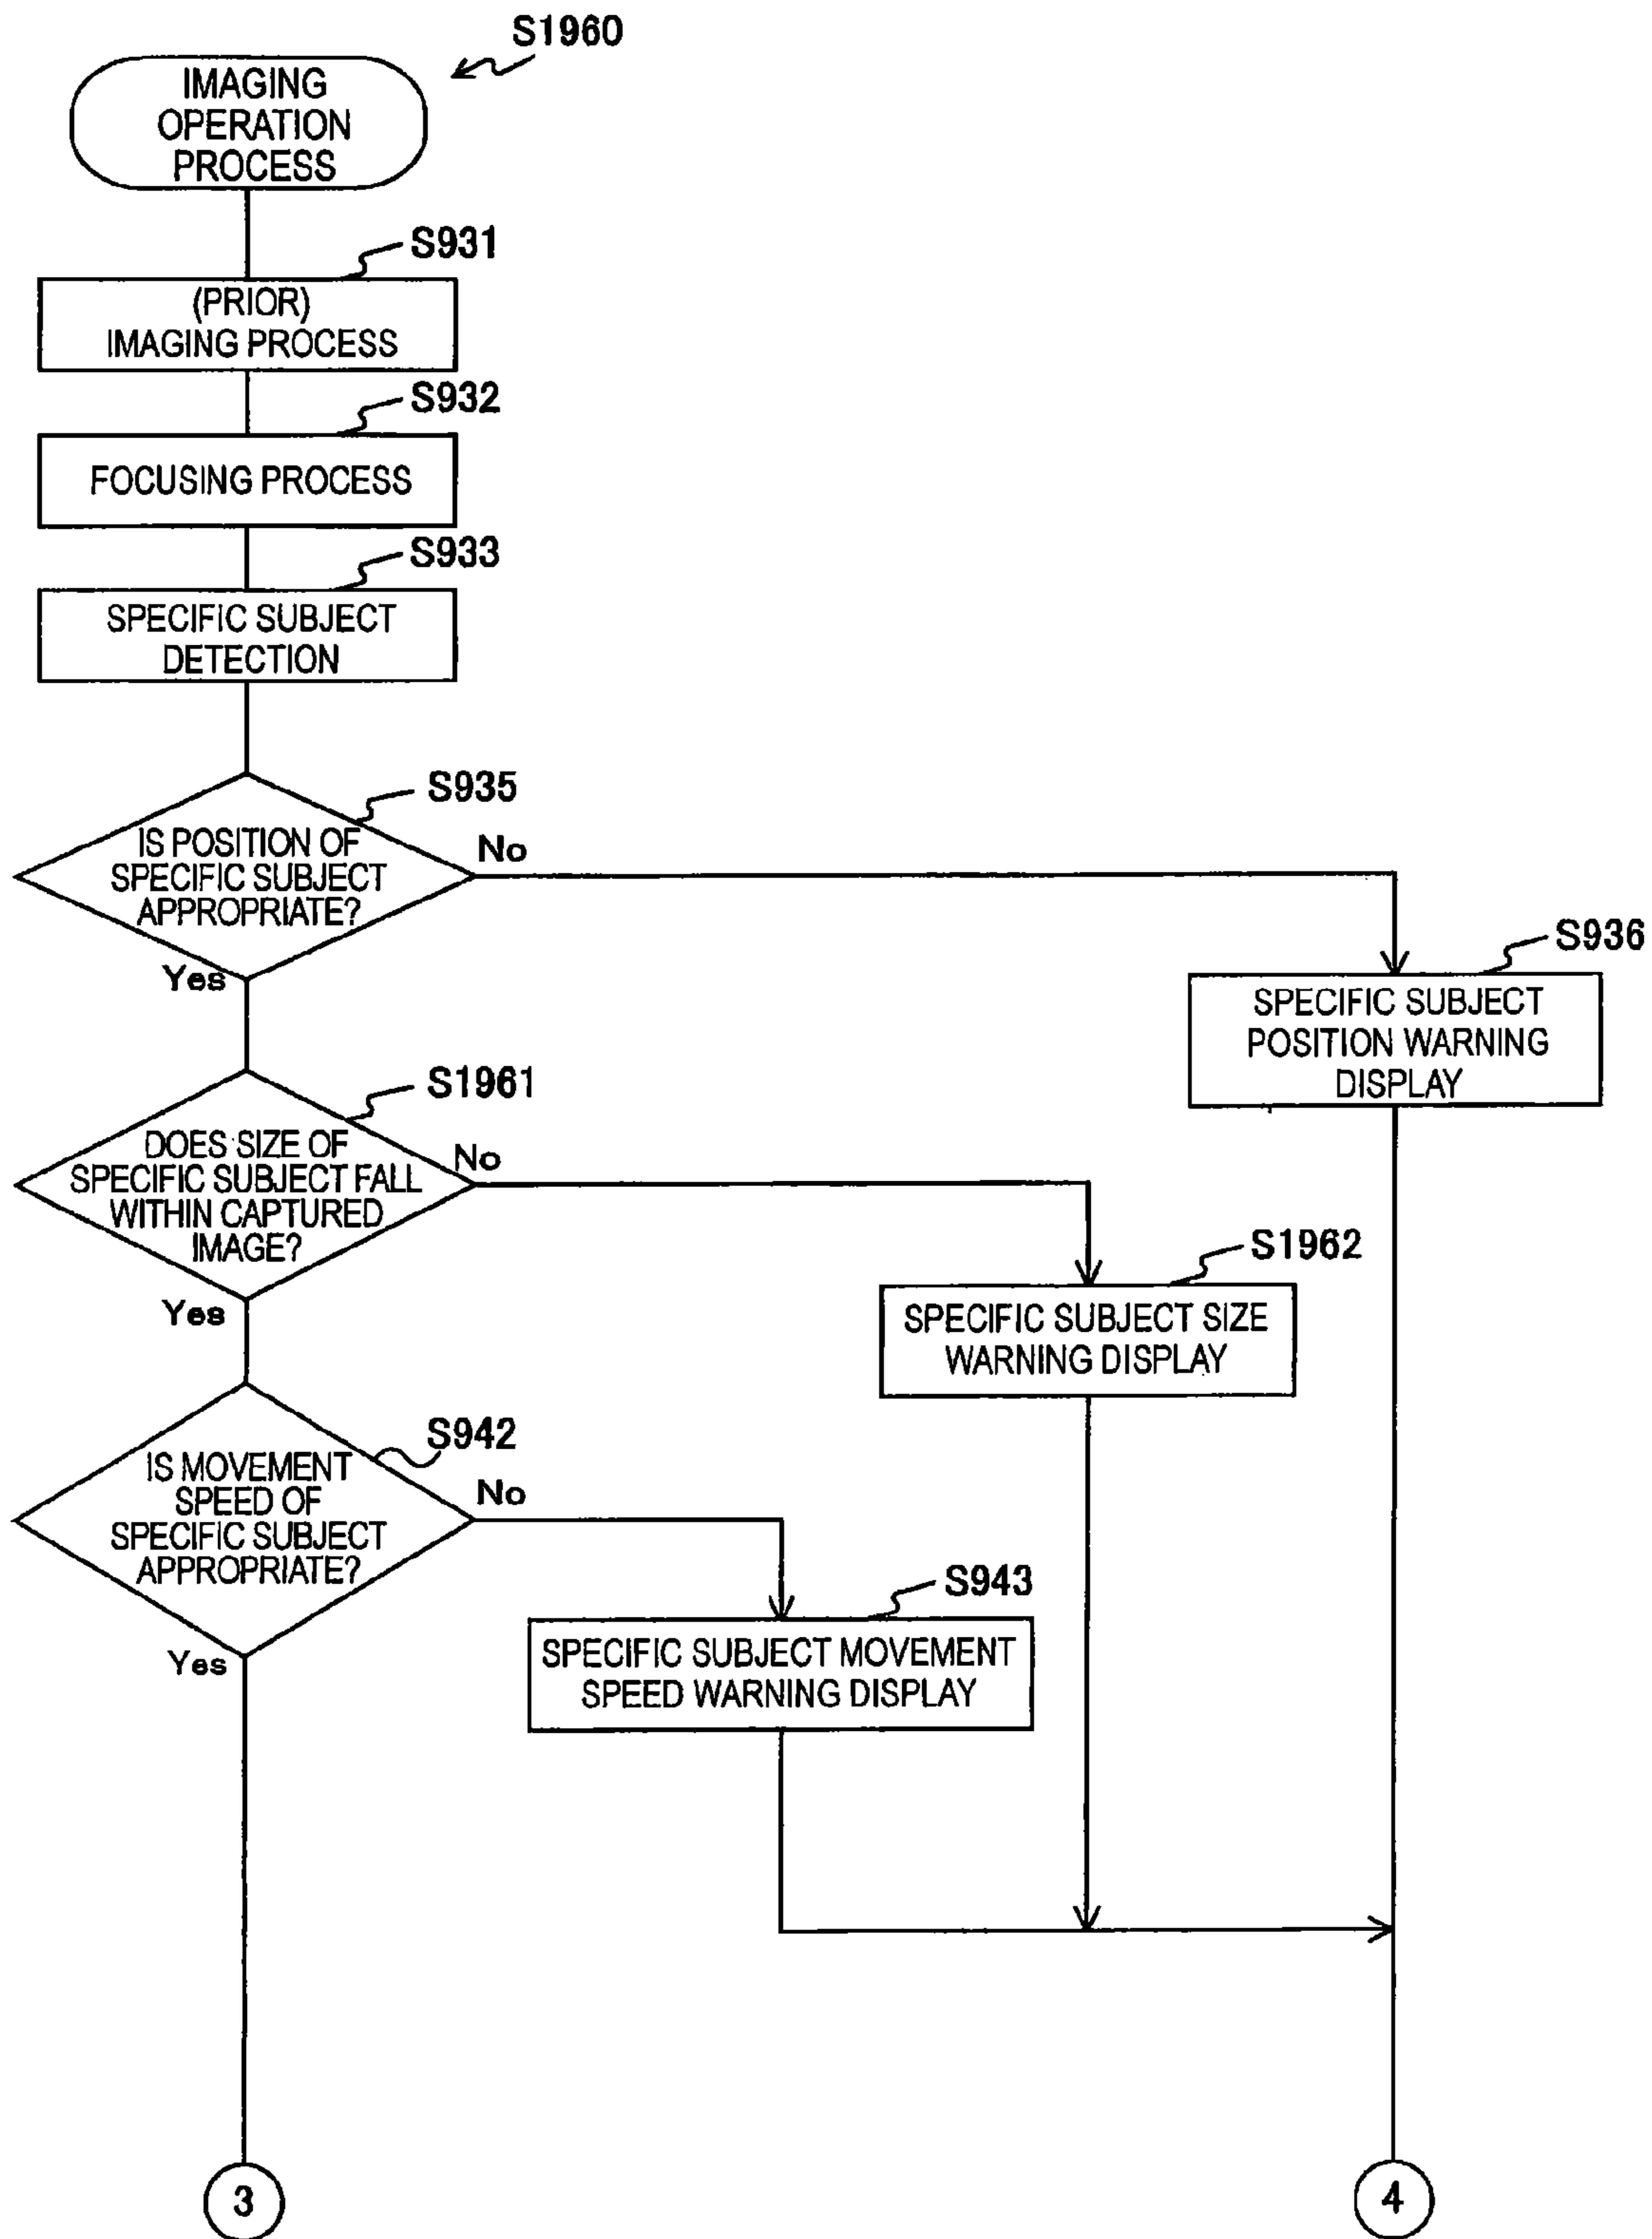 S1960
IMAGING
OPERATION
PROCESS
S931
(PRIOR)
IMAGING PROCESS
S932
FOCUSING PROCESS
S933
SPECIFIC SUBJECT
DETECTION
S935
IS POSITION OF
SPECIFIC SUBJECT
APPROPRIATE?
No
Yes
S936
SPECIFIC SUBJECT
POSITION WARNING
DISPLAY
S1961
DOES SIZE OF
SPECIFIC SUBJECT FALL
WITHIN CAPTURED
IMAGE?
No
Yes
S1962
SPECIFIC SUBJECT SIZE
WARNING DISPLAY
S942
IS MOVEMENT
SPEED OF
SPECIFIC SUBJECT
APPROPRIATE?
No
Yes
S943
SPECIFIC SUBJECT MOVEMENT
SPEED WARNING DISPLAY
3
4